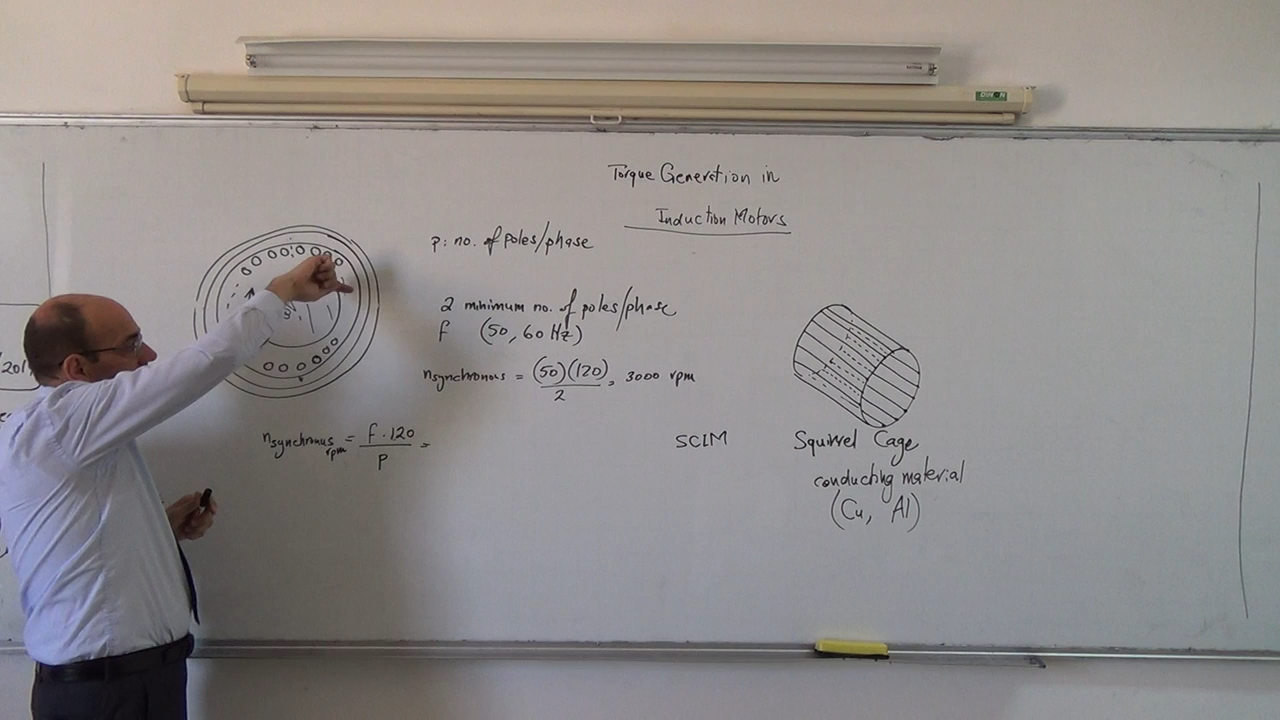 Torque Generation in
Induction Motors
p: no. of poles/phase
2 minimum no. of poles/phase
f (50, 60 Hz)
nsynchronous = (50)(120)/2 = 3000 rpm
nsynchronus rpm = f · 120/p =
SCIM
Squirrel Cage
conducting material
(Cu, Al)